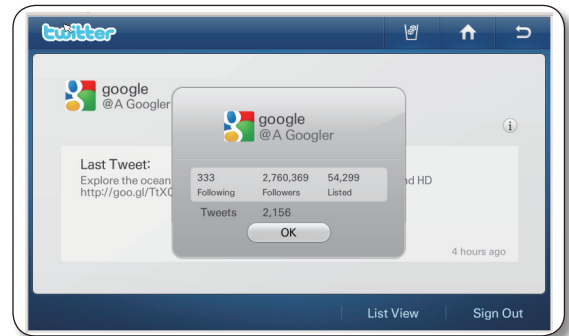 twitter
google
@A Googler
Last Tweet:
Explore the ocean
nd HD
http://goo.gl/TtX
4 hours ago
google
@A Googler
333 2,760,369 54,299
Following Followers Listed
Tweets 2,156
OK
List View Sign Out